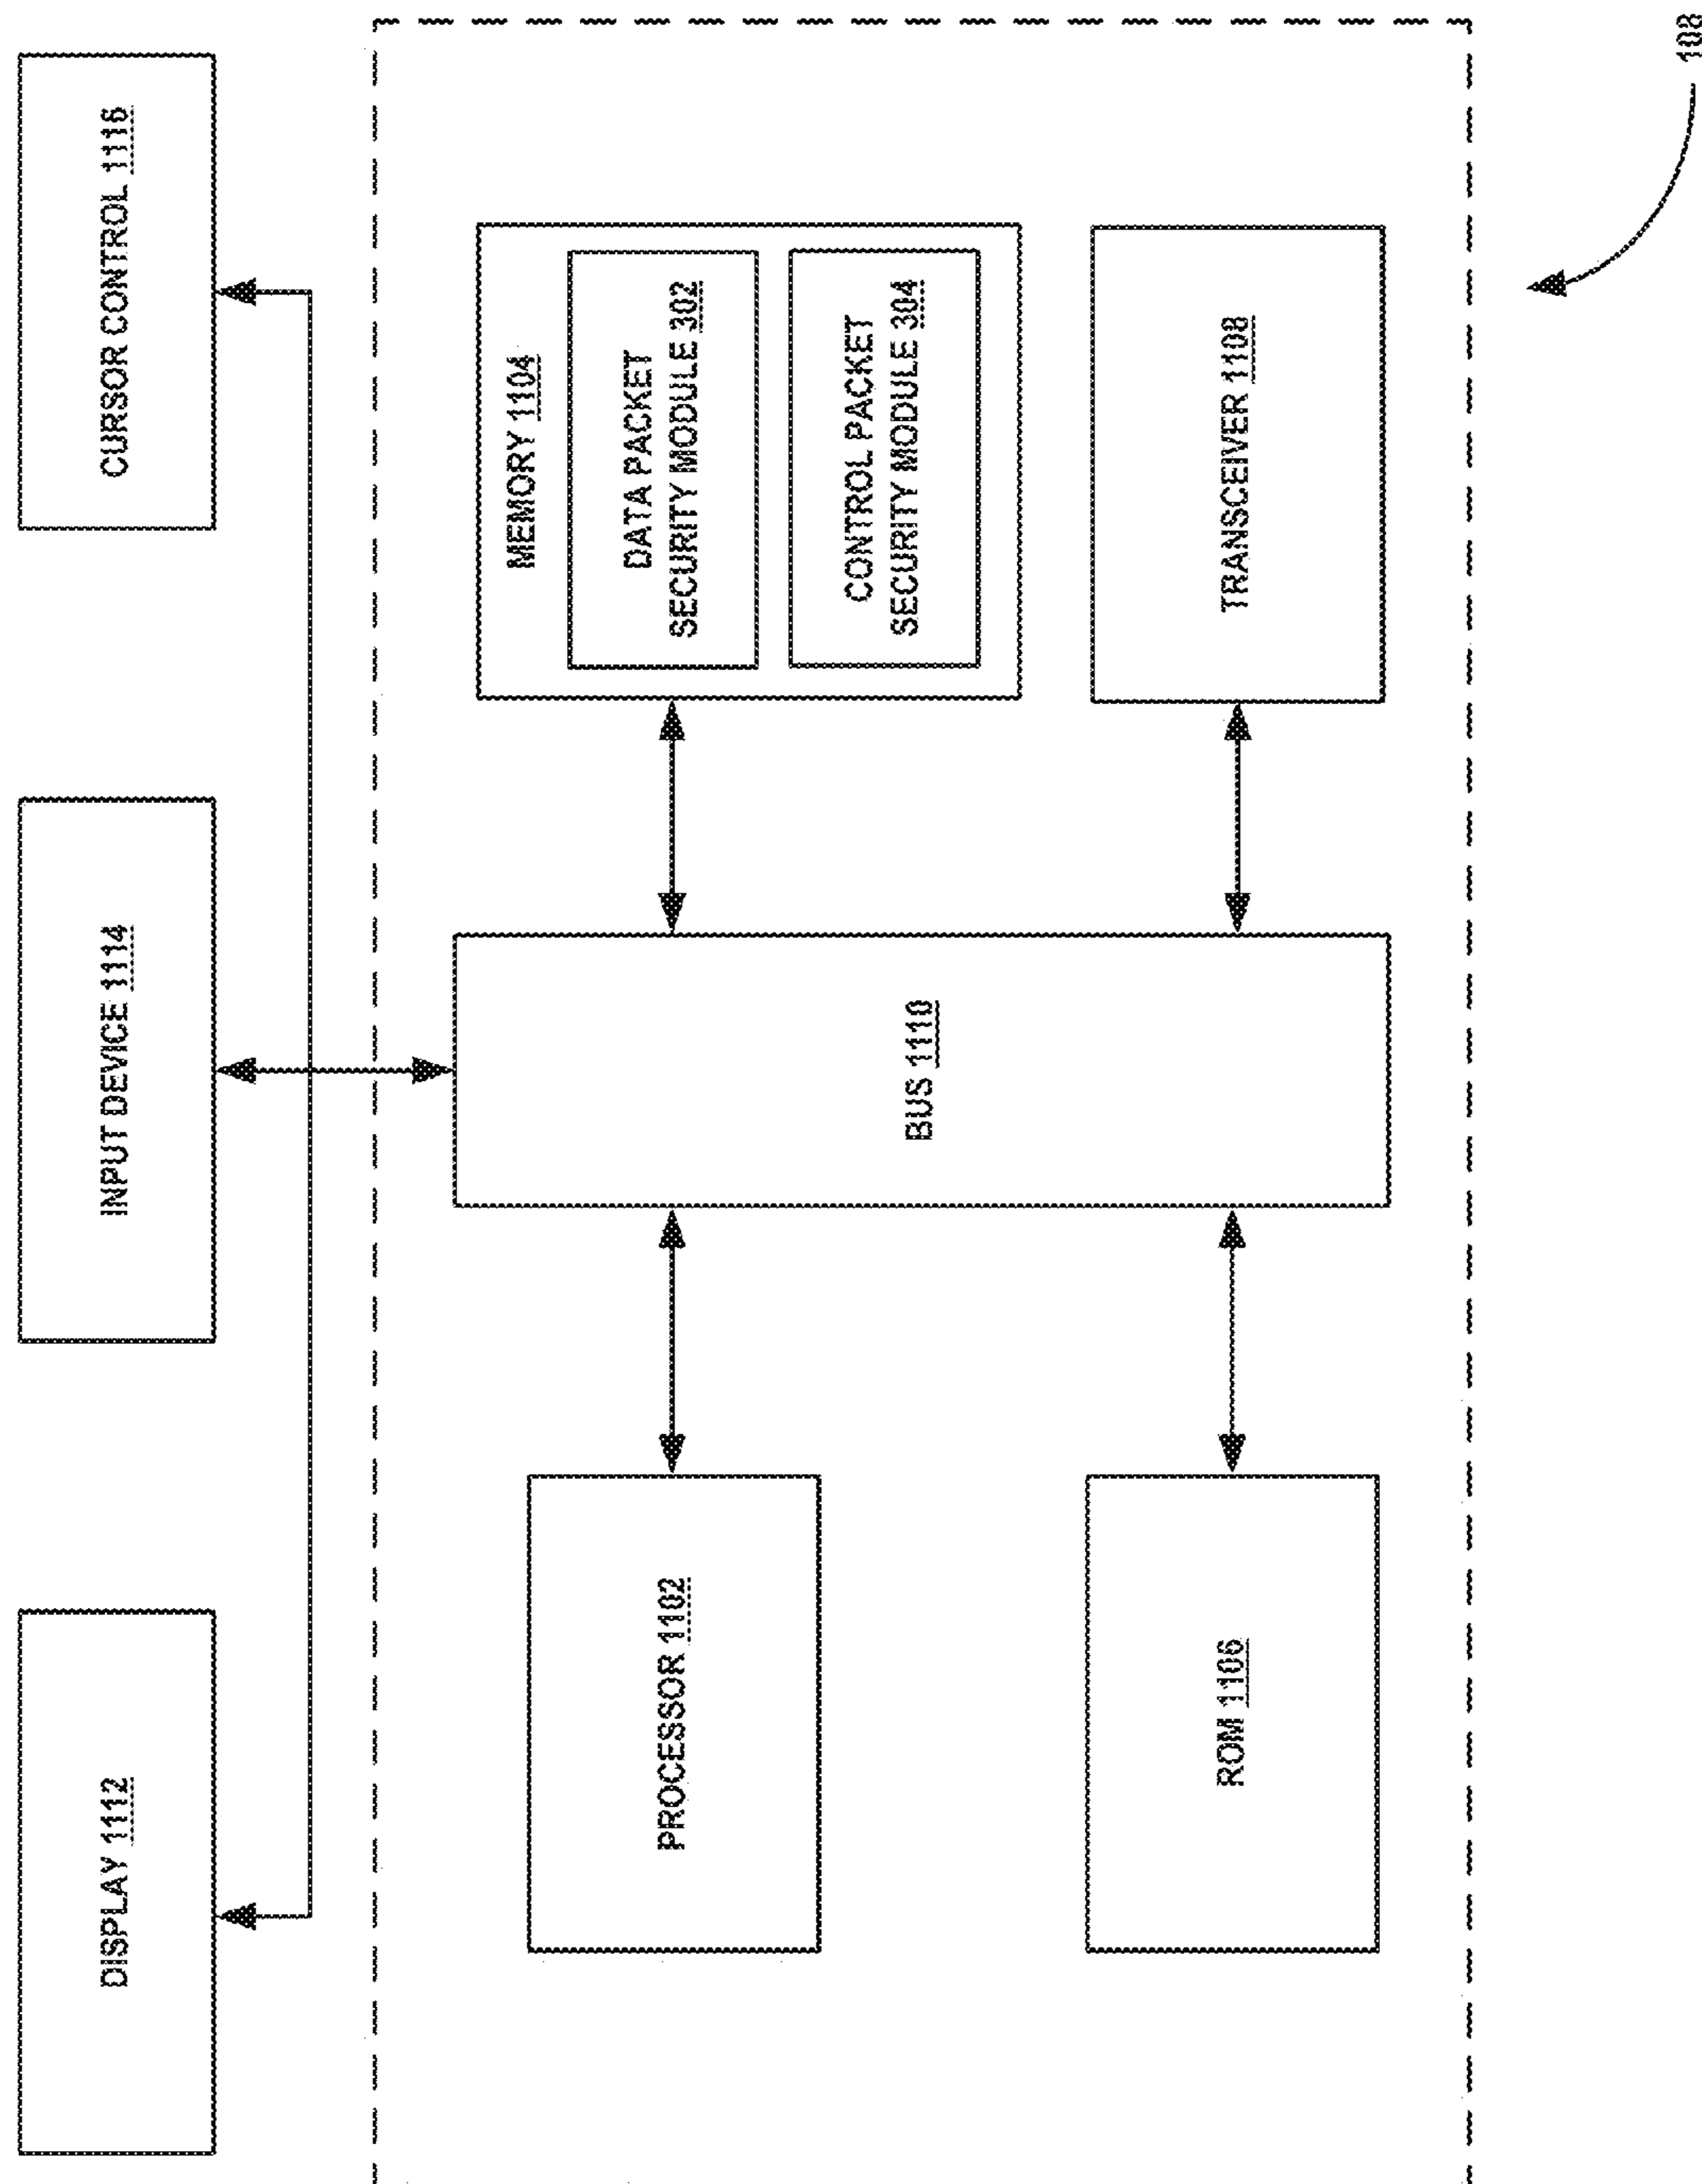 DISPLAY 1112
INPUT DEVICE 1114
CURSOR CONTROL 1116
PROCESSOR 1102
BUS 1110
MEMORY 1104
DATA PACKET
SECURITY MODULE 302
CONTROL PACKET
SECURITY MODULE 304
ROM 1106
TRANSCEIVER 1108
108